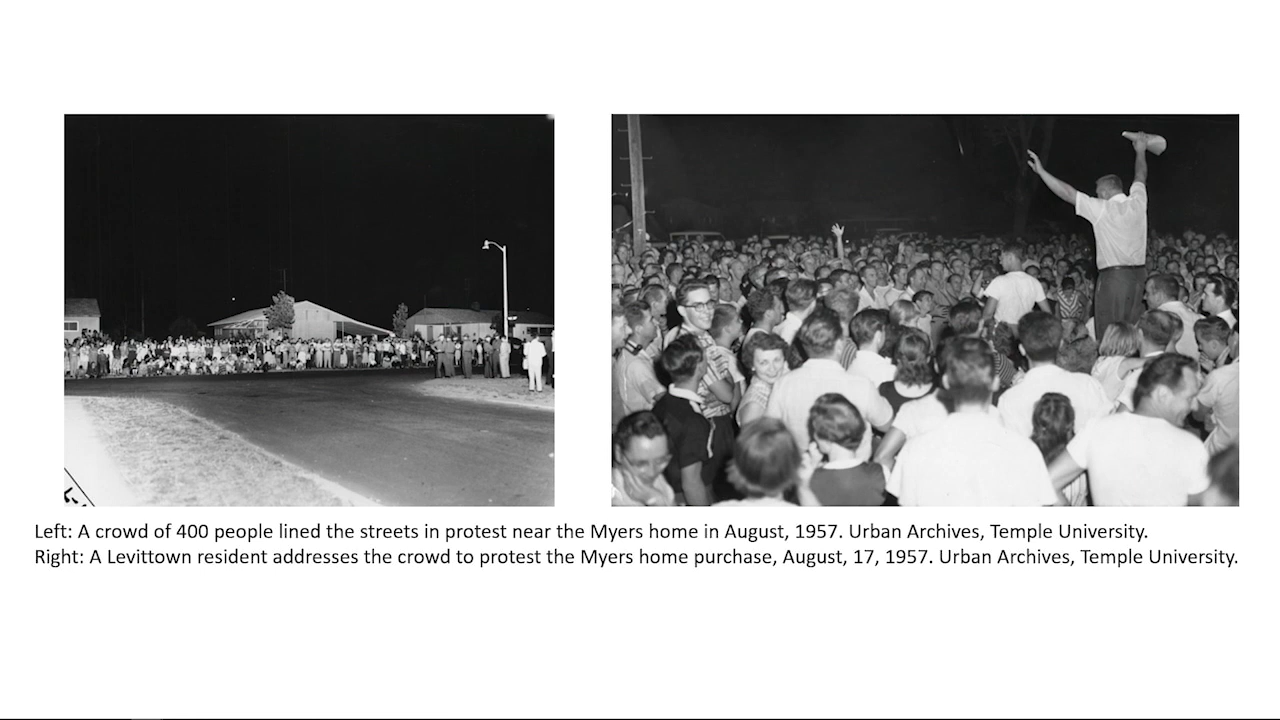 Left: A crowd of 400 people lined the streets in protest near the Myers home in August, 1957. Urban Archives, Temple University.
Right: A Levittown resident addresses the crowd to protest the Myers home purchase, August, 17, 1957. Urban Archives, Temple University.